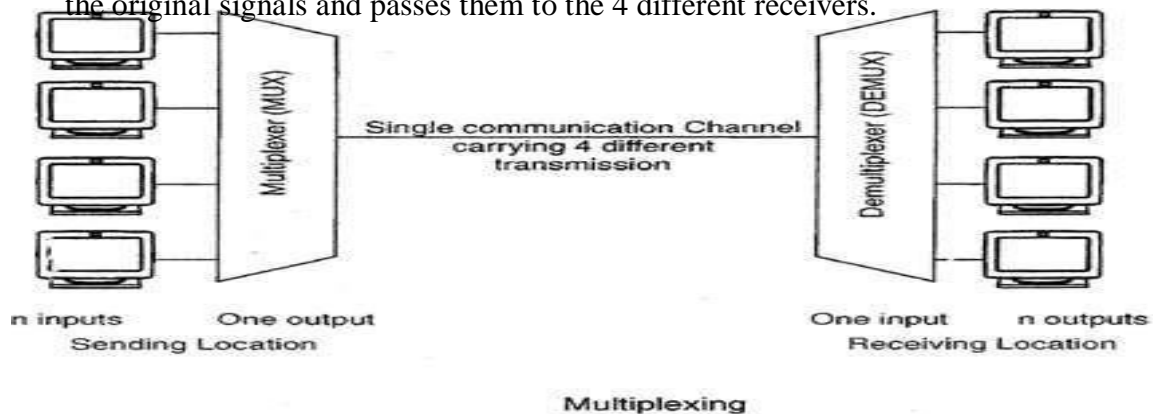 the original signals and passes them to the 4 different receivers.
Multiplexer (MUX)
Single communication Channel
carrying 4 different
transmission
Demultiplexer (DEMUX)
n inputs One output One input n outputs
Sending Location Receiving Location
Multiplexing